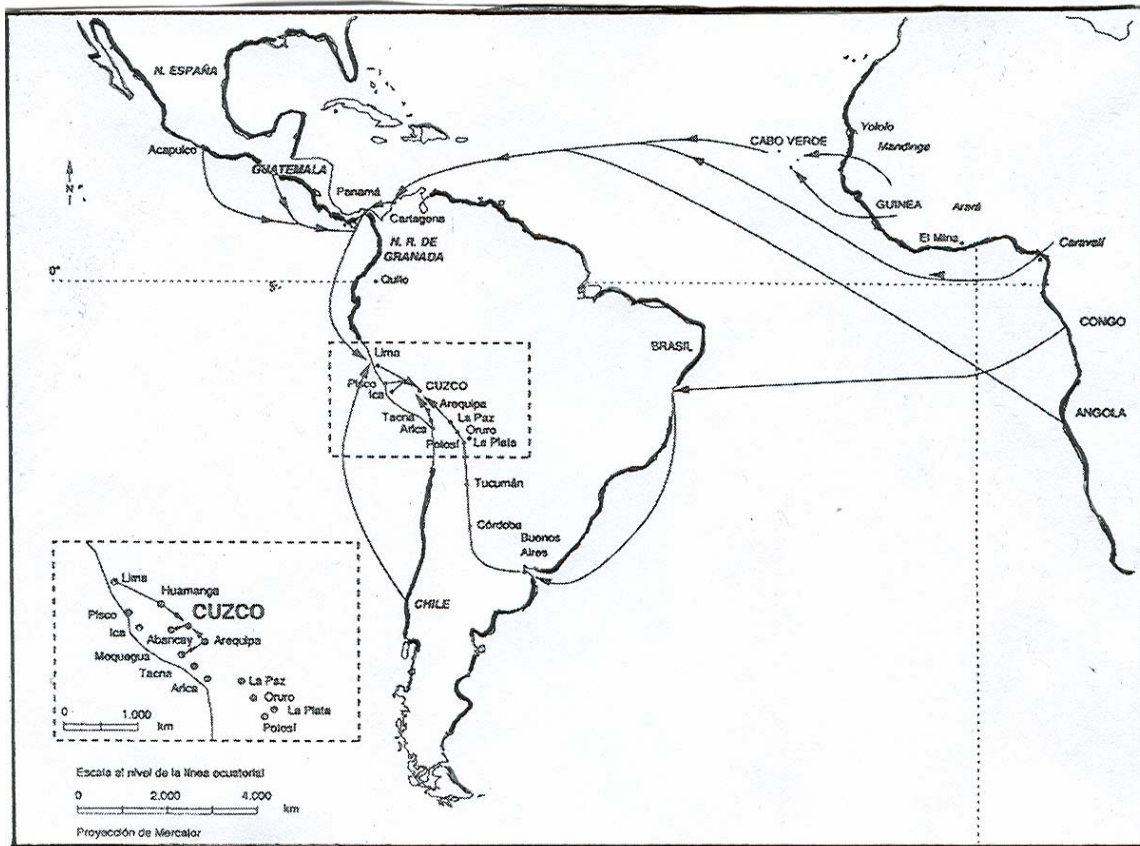 N. ESPAÑA
Acapulco
GUATEMALA
Panamá
Cartagena
N. R. DE
GRANADA
Quito
N
0°
CABO VERDE
Yololo
Mandinga
GUINEA
Arará
El Mina
Caravalí
CONGO
ANGOLA
BRASIL
Lima
Pisco
Ica
CUZCO
Arequipa
Tacna
La Paz
Arica
Oruro
Potosí
La Plata
Tucumán
Córdoba
Buenos
Aires
CHILE
Lima
Huamanga
CUZCO
Pisco
Ica
Abancay
Arequipa
Moquegua
Tacna
Arica
La Paz
Oruro
La Plata
Potosí
0 1.000
km
Escala al nivel de la línea ecuatorial
0 2.000 4.000
km
Proyección de Mercator